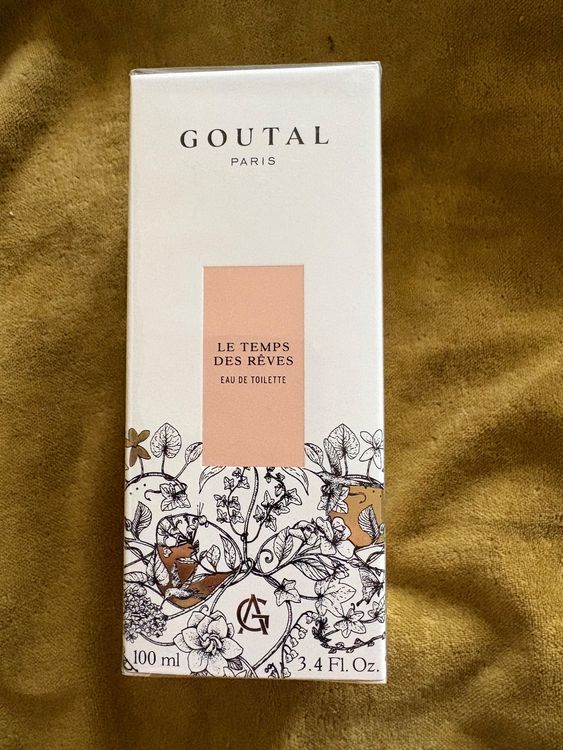 GOUTAL
PARIS
LE TEMPS
DES RÊVES
EAU DE TOILETTE
AG
100 ml 3.4 Fl. Oz.